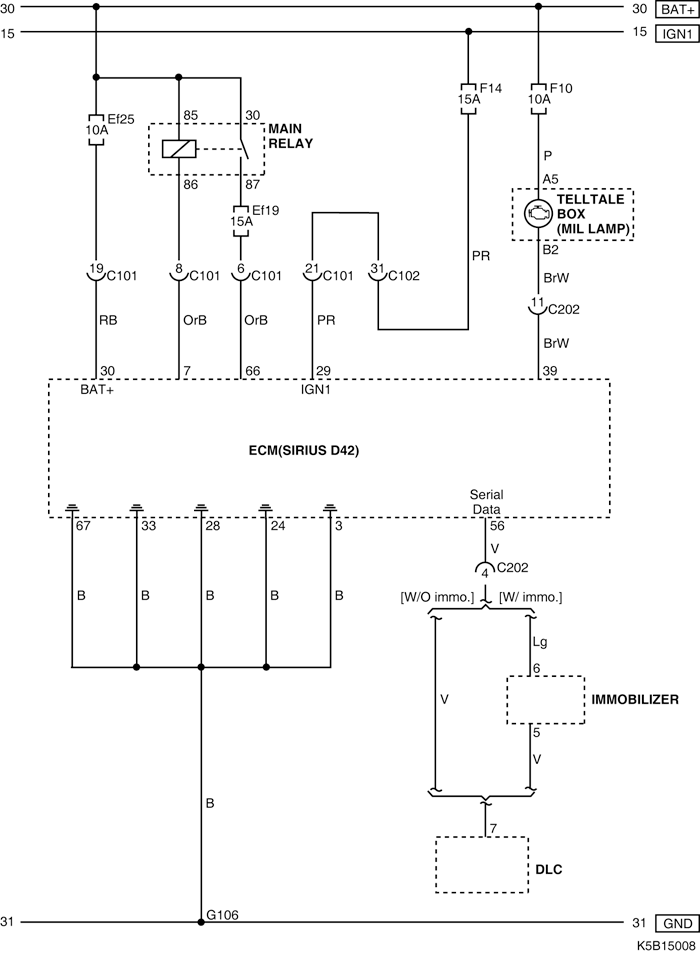 30 30 BAT+
15 15 IGN1
Ef25
10A
85 30
MAIN
RELAY
86 87
Ef19
15A
F14
15A
F10
10A
P
A5
TELLTALE
BOX
(MIL LAMP)
B2
PR
BrW
19 C101
8 C101
6 C101
21 C101
31 C102
11 C202
RB OrB OrB PR BrW
30 7 66 29 39
BAT+ IGN1
ECM(SIRIUS D42)
Serial
Data
67 33 28 24 3 56
V
4 C202
B B B B B
[W/O immo.] [W/ immo.]
Lg
6
V
IMMOBILIZER
5
V
B
7
DLC
G106
31 31 GND
K5B15008